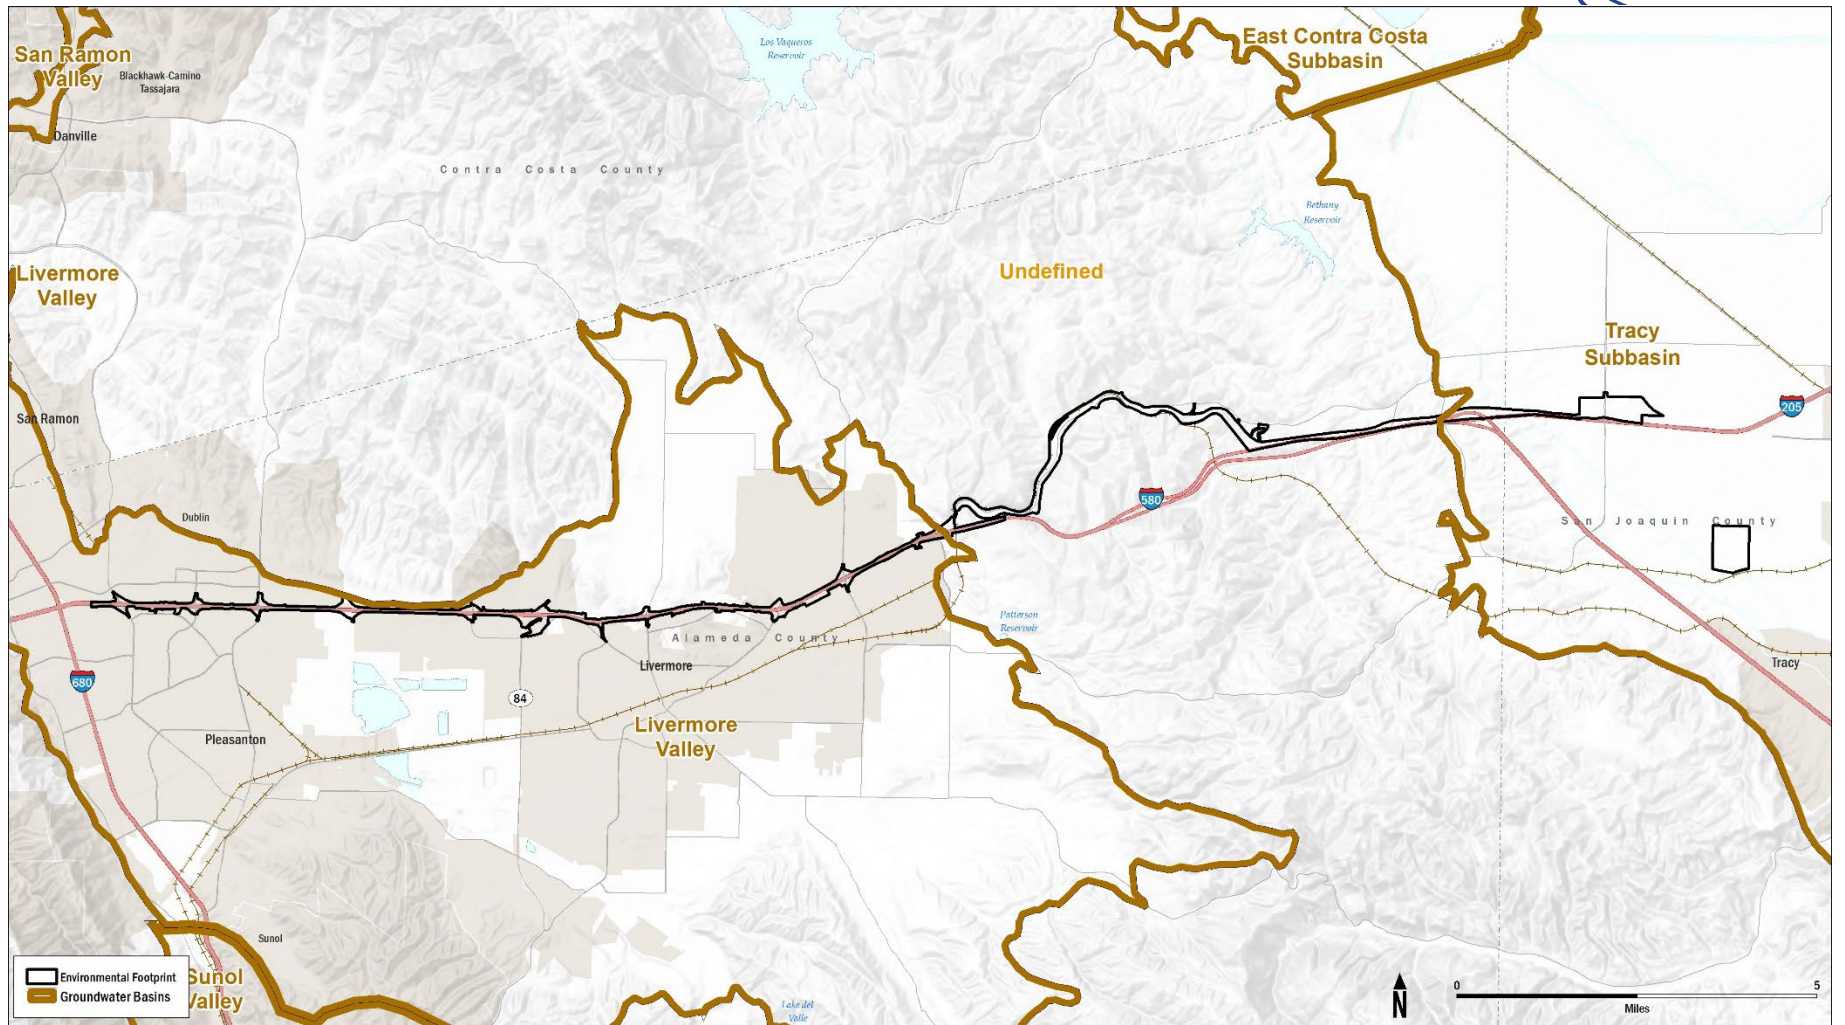 San Ramon
Valley
Blackhawk-Camino
Tassajara
Danville
Los Vaqueros
Reservoir
East Contra Costa
Subbasin
Contra Costa County
Bethany
Reservoir
Undefined
Livermore
Valley
Tracy
Subbasin
San Ramon
205
580
Dublin
San Joaquin County
Patterson
Reservoir
Alameda County
Livermore
Tracy
680
84
Pleasanton
Livermore
Valley
Sunol
Sunol
Valley
Lake del
Valle
Environmental Footprint
Groundwater Basins
N
0
5
Miles